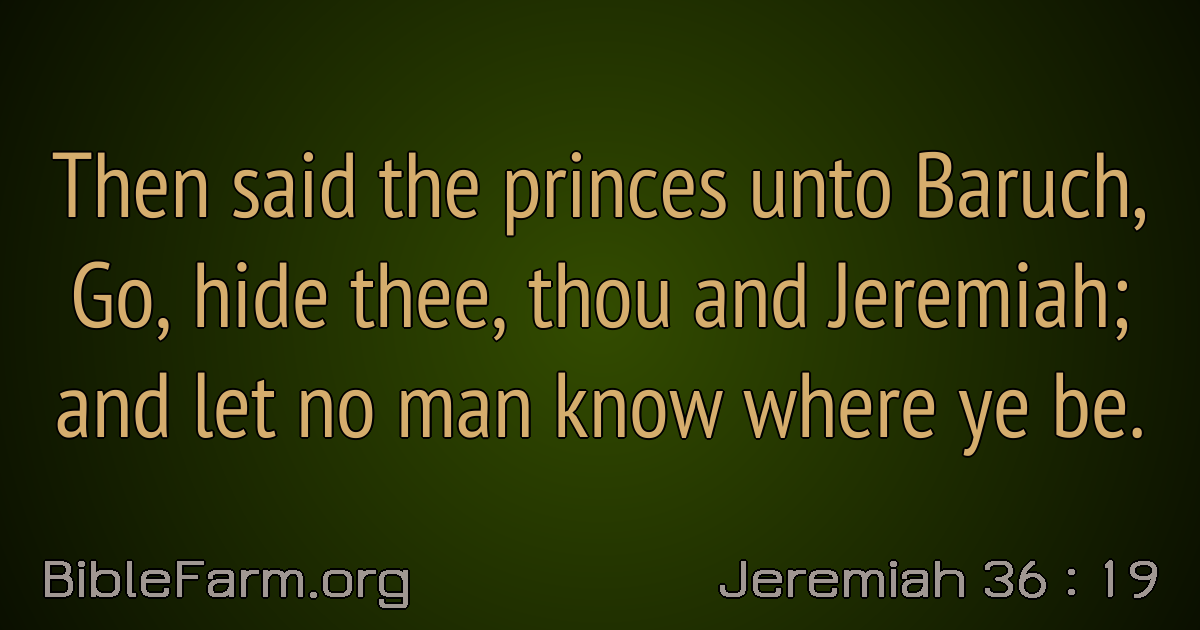 Then said the princes unto Baruch,
Go, hide thee, thou and Jeremiah;
and let no man know where ye be.
BibleFarm.org
Jeremiah 36 : 19